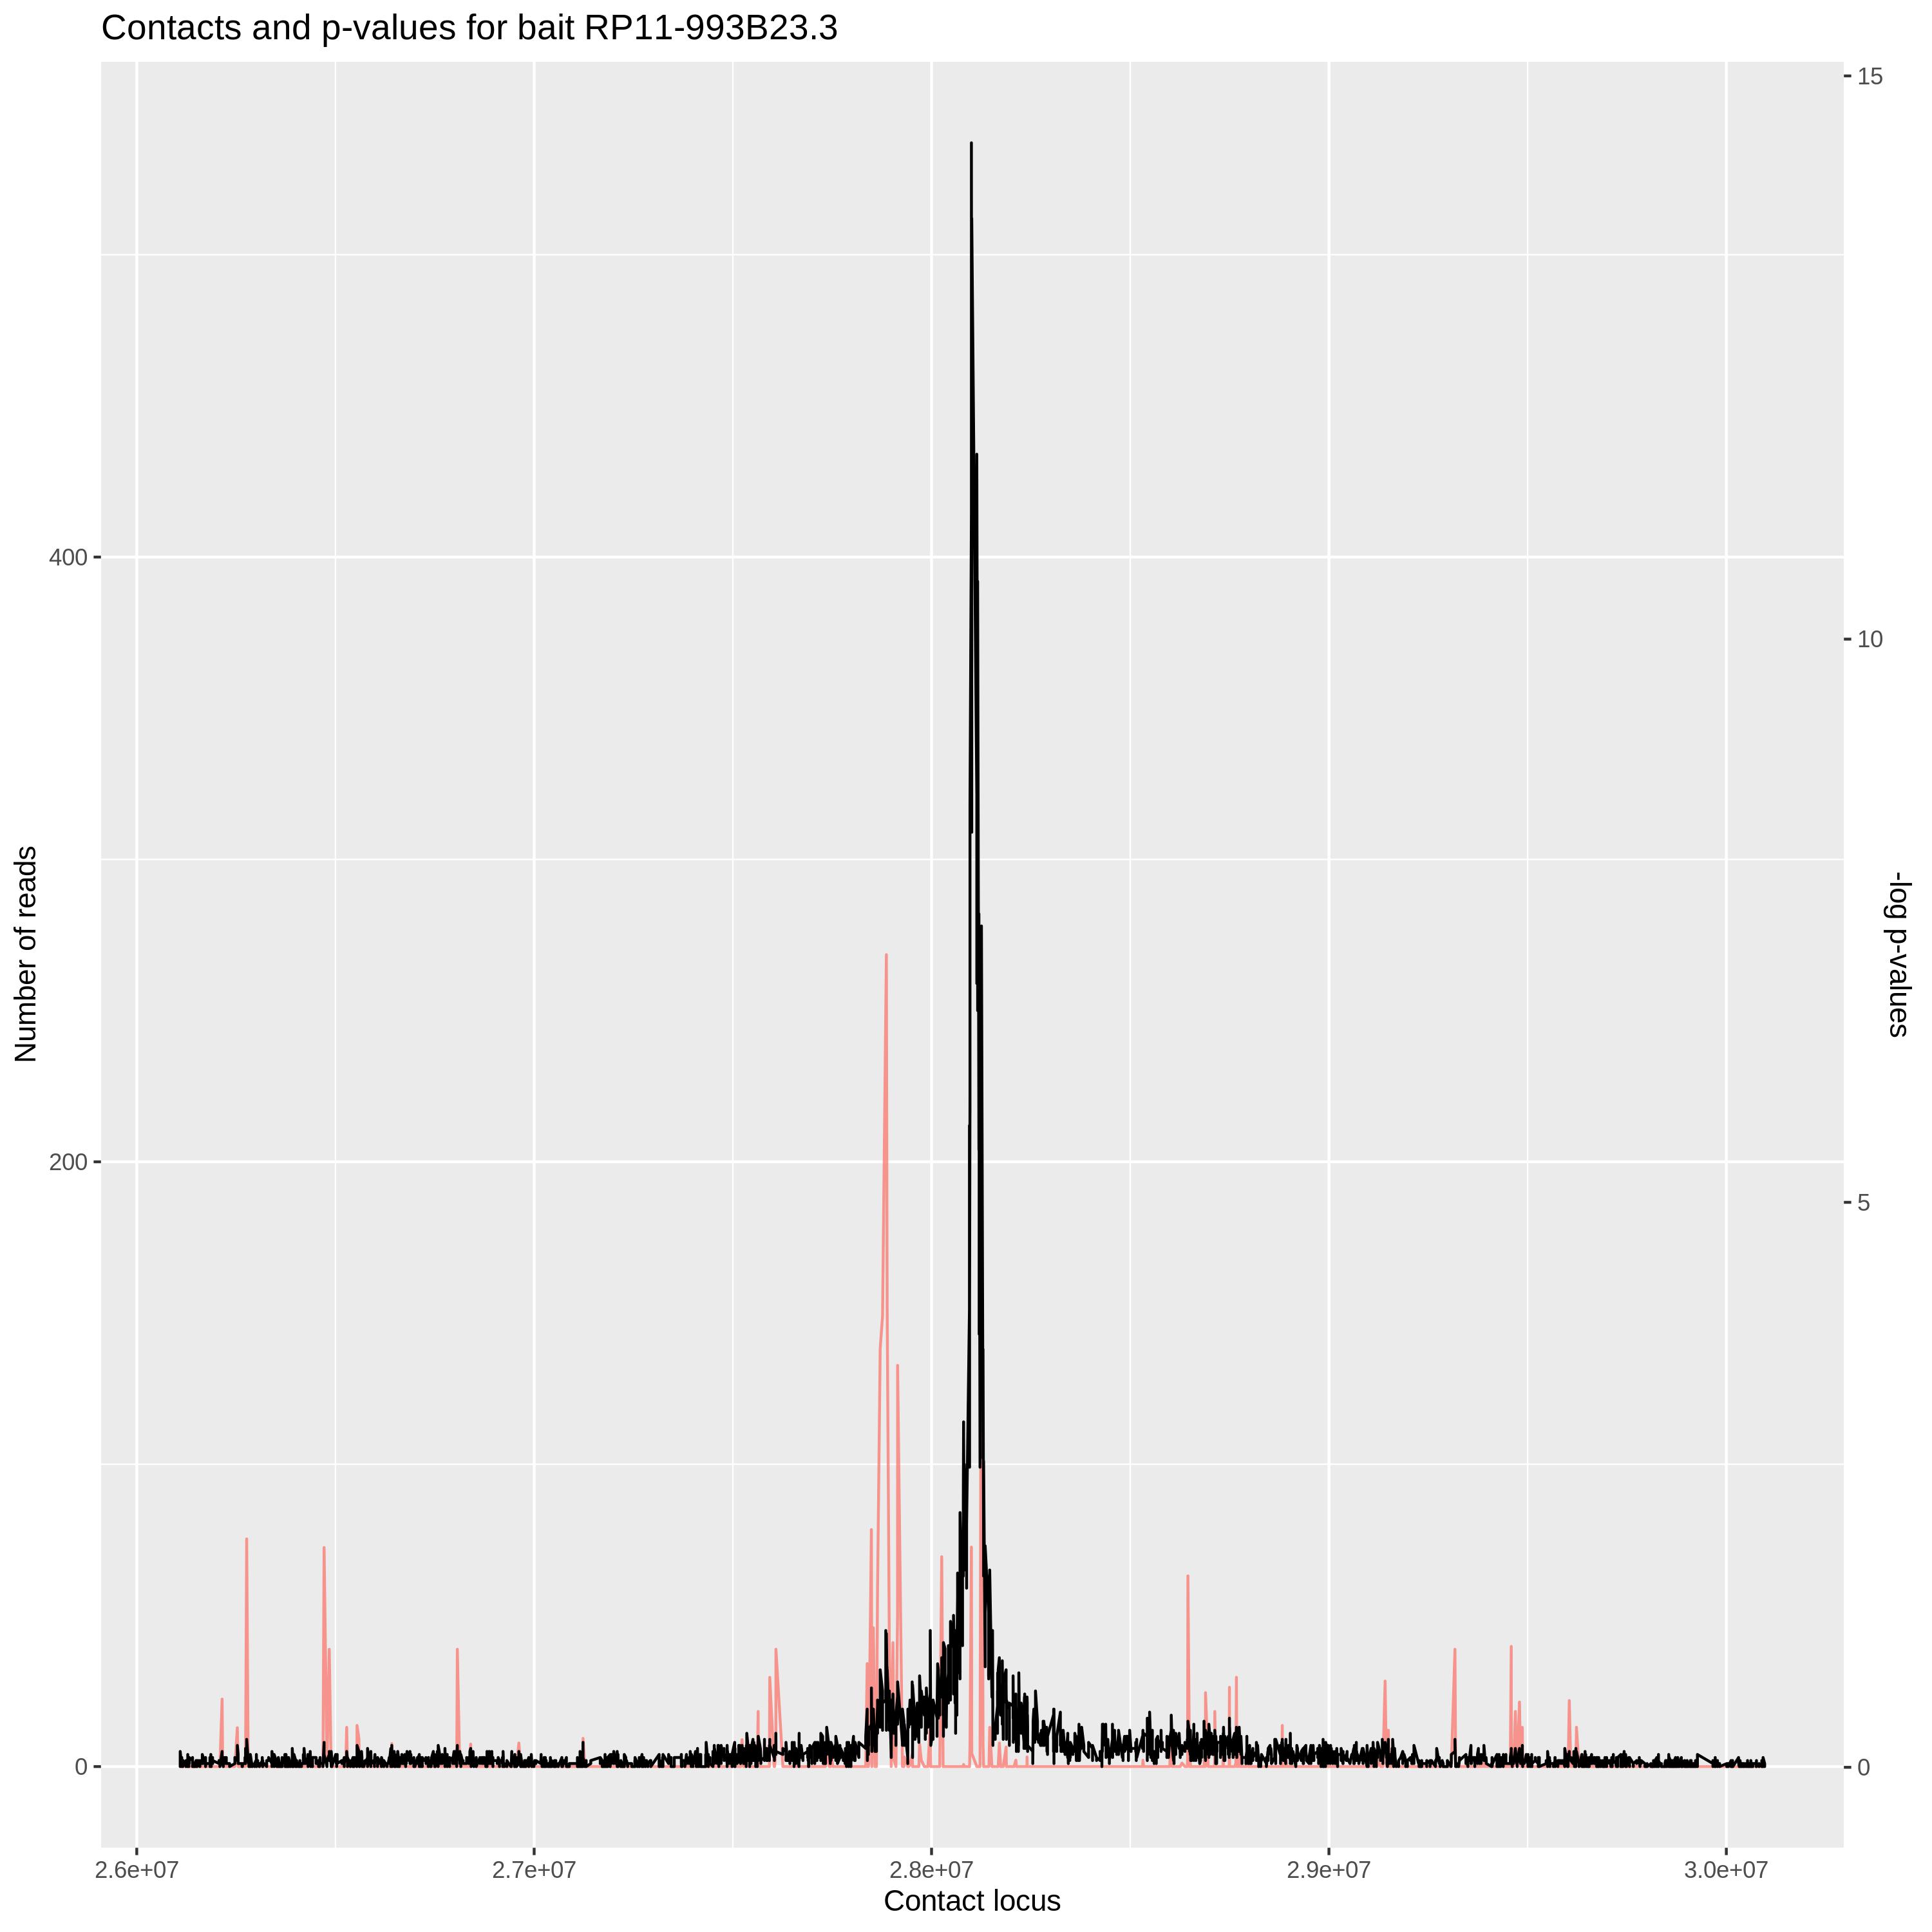 Contacts and p-values for bait RP11-993B23.3
15
400
10
Number of reads
-log p-values
200
5
0
0
2.6e+07
2.7e+07
2.8e+07
2.9e+07
3.0e+07
Contact locus